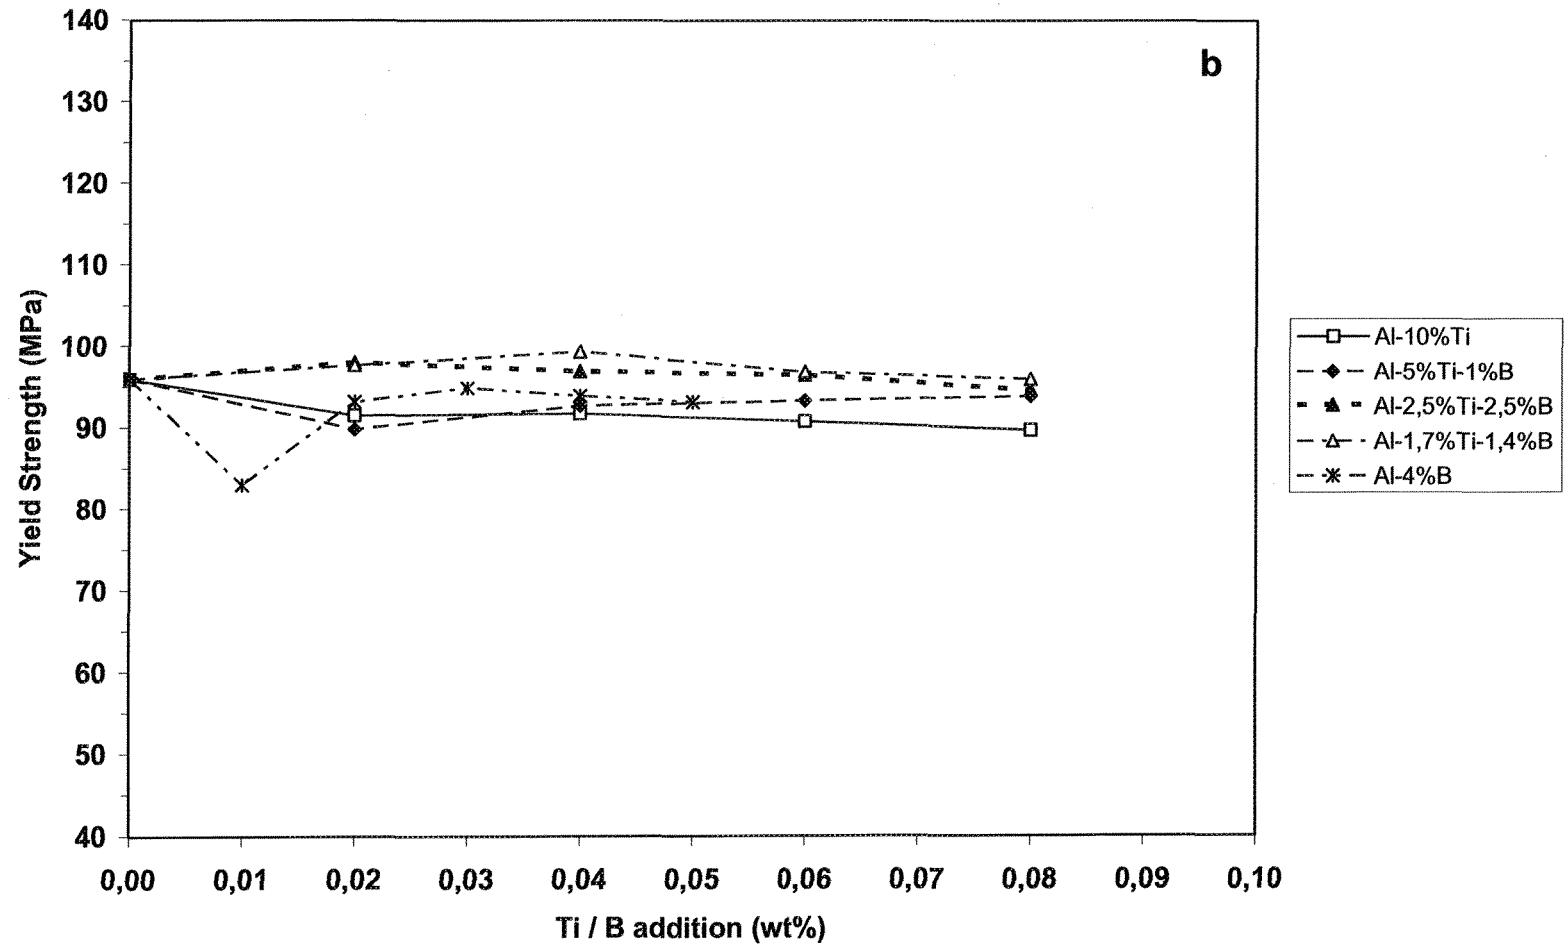 b
140
130
120
110
100
90
80
70
60
50
40
Yield Strength (MPa)
0,00 0,01 0,02 0,03 0,04 0,05 0,06 0,07 0,08 0,09 0,10
Ti / B addition (wt%)
Al-10%Ti
Al-5%Ti-1%B
Al-2,5%Ti-2,5%B
Al-1,7%Ti-1,4%B
Al-4%B